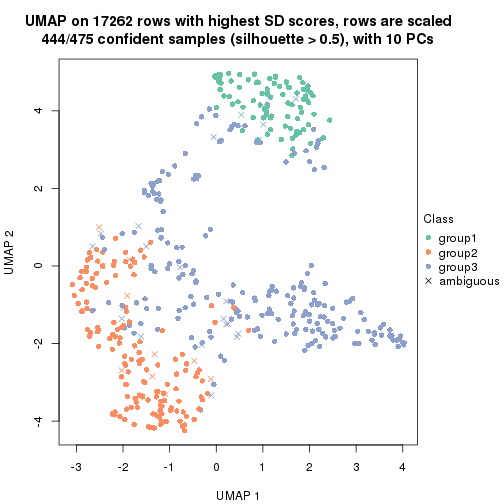 UMAP on 17262 rows with highest SD scores, rows are scaled
444/475 confident samples (silhouette > 0.5), with 10 PCs
4
2
0
-2
-4
UMAP 2
-3
-2
-1
0
1
2
3
4
UMAP 1
Class
group1
group2
group3
ambiguous